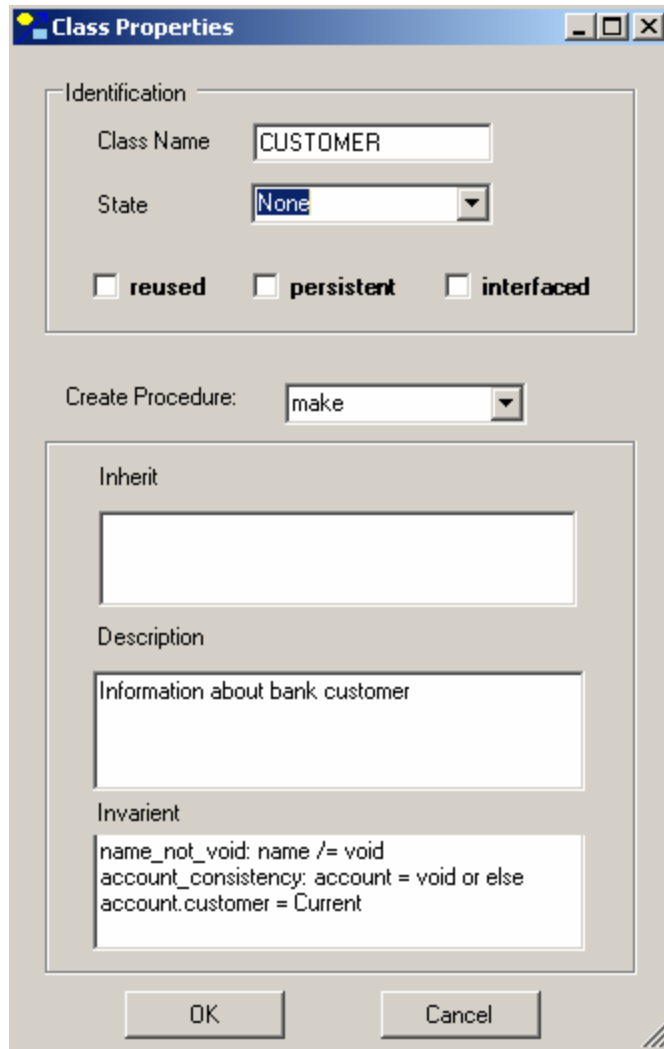 Class Properties
Identification
Class Name CUSTOMER
State None
reused persistent interfaced
Create Procedure: make
Inherit
Description
Information about bank customer
Invarient
name_not_void: name /= void
account_consistency: account = void or else
account.customer = Current
OK Cancel